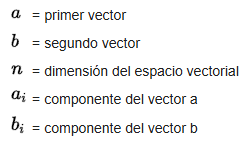 a = primer vector
b = segundo vector
n = dimensión del espacio vectorial
aᵢ = componente del vector a
bᵢ = componente del vector b